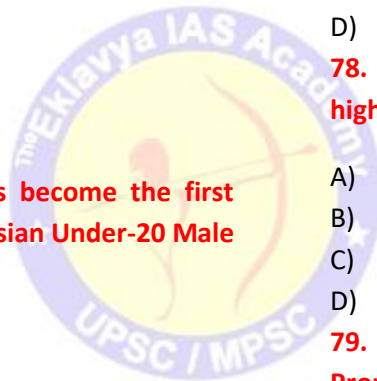 s become the first
sian Under-20 Male
D)
78.
high
A)
B)
C)
D)
79.
The Eklavya IAS Academy
UPSC / MPSC